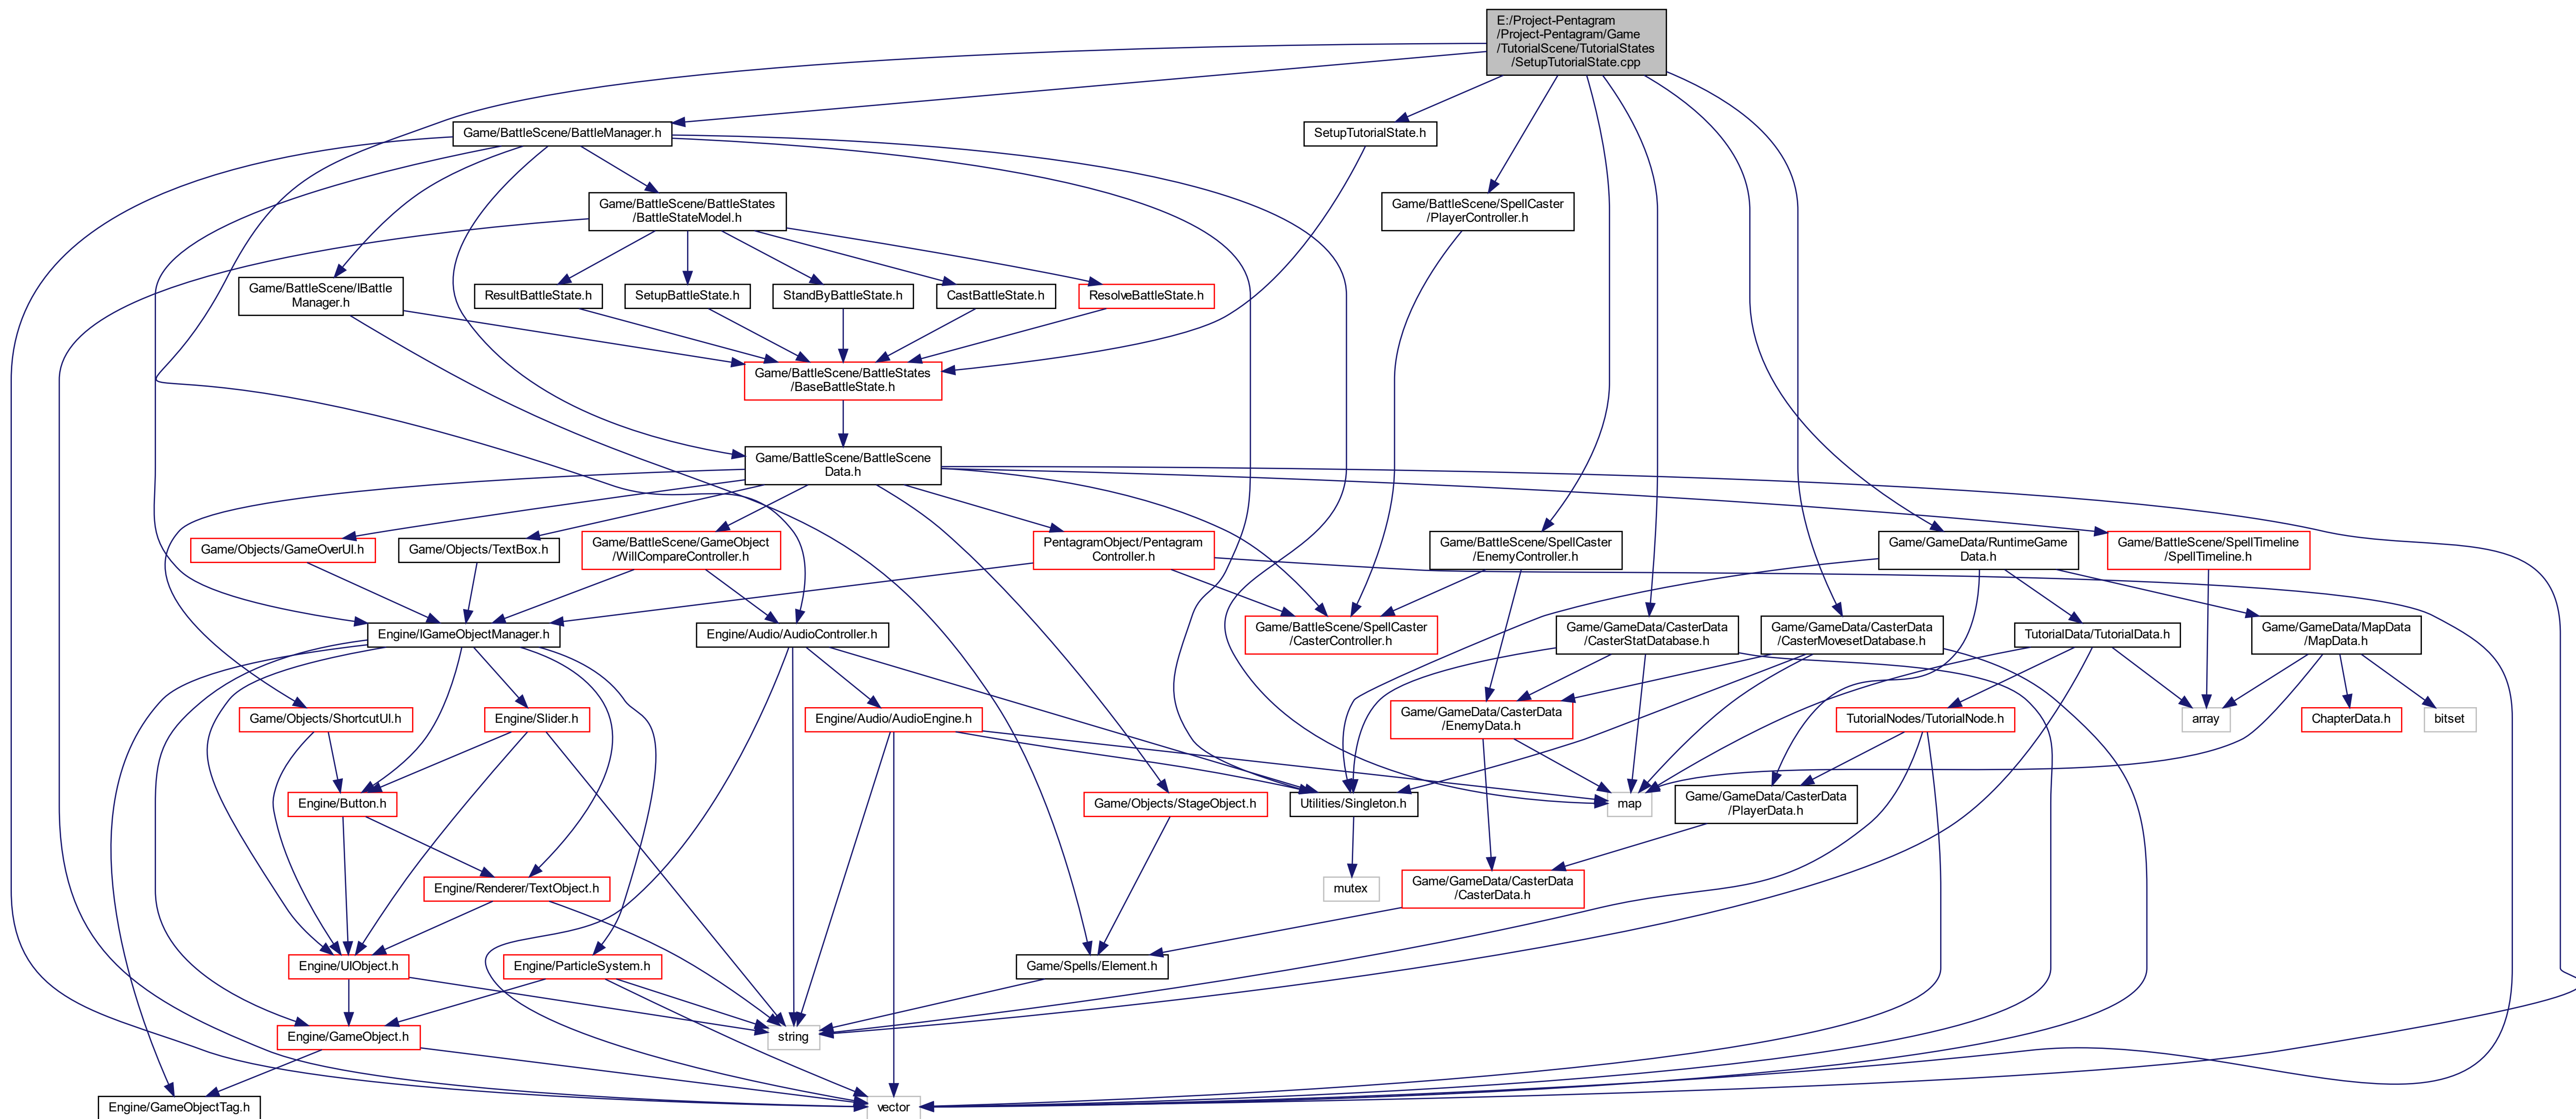 E:/Project-Pentagram
/Project-Pentagram/Game
/TutorialScene/TutorialStates
/SetupTutorialState.cpp
Game/BattleScene/BattleManager.h
SetupTutorialState.h
Game/BattleScene/BattleStates
/BattleStateModel.h
Game/BattleScene/SpellCaster
/PlayerController.h
Game/BattleScene/IBattle
Manager.h
ResultBattleState.h
SetupBattleState.h
StandByBattleState.h
CastBattleState.h
ResolveBattleState.h
Game/BattleScene/BattleStates
/BaseBattleState.h
Game/BattleScene/BattleScene
Data.h
Game/Objects/GameOverUI.h
Game/Objects/TextBox.h
Game/BattleScene/GameObject
/WillCompareController.h
PentagramObject/Pentagram
Controller.h
Game/BattleScene/SpellCaster
/EnemyController.h
Game/GameData/RuntimeGame
Data.h
Game/BattleScene/SpellTimeline
/SpellTimeline.h
Engine/IGameObjectManager.h
Engine/Audio/AudioController.h
Game/BattleScene/SpellCaster
/CasterController.h
Game/GameData/CasterData
/CasterStatDatabase.h
Game/GameData/CasterData
/CasterMovesetDatabase.h
TutorialData/TutorialData.h
Game/GameData/MapData
/MapData.h
Game/Objects/ShortcutUI.h
Engine/Slider.h
Engine/Audio/AudioEngine.h
Game/GameData/CasterData
/EnemyData.h
TutorialNodes/TutorialNode.h
array
ChapterData.h
bitset
Engine/Button.h
Game/Objects/StageObject.h
Utilities/Singleton.h
map
Game/GameData/CasterData
/PlayerData.h
Engine/Renderer/TextObject.h
mutex
Game/GameData/CasterData
/CasterData.h
Engine/UIObject.h
Engine/ParticleSystem.h
Game/Spells/Element.h
Engine/GameObject.h
string
Engine/GameObjectTag.h
vector